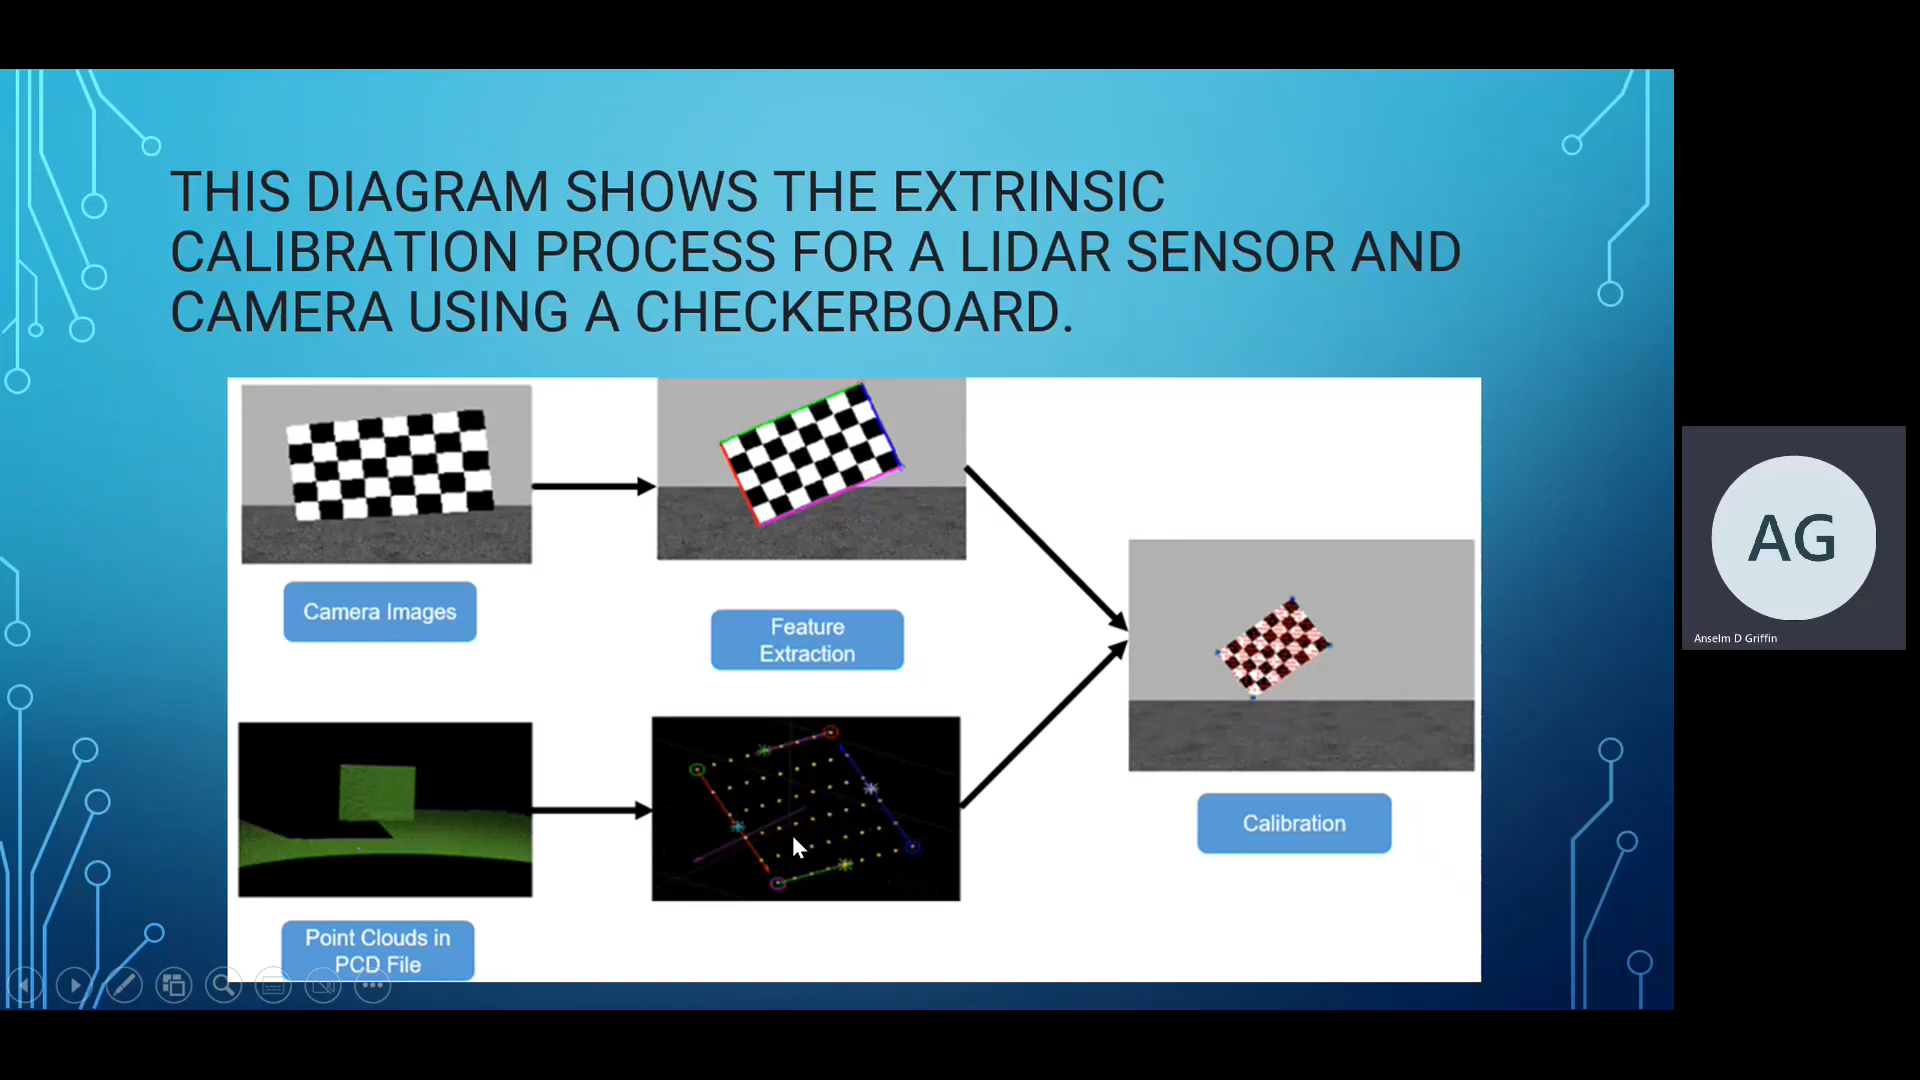 THIS DIAGRAM SHOWS THE EXTRINSIC
CALIBRATION PROCESS FOR A LIDAR SENSOR AND
CAMERA USING A CHECKERBOARD.
Camera Images
Feature
Extraction
Calibration
Point Clouds in
PCD File
AG
Anselm D Griffin